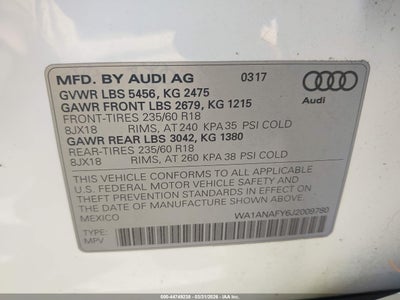 MFD. BY AUDI AG 0317
GVWR LBS 5456, KG 2475
GAWR FRONT LBS 2679, KG 1215
FRONT-TIRES 235/60 R18
8JX18 RIMS, AT 240 KPA 35 PSI COLD
GAWR REAR LBS 3042, KG 1380
REAR-TIRES 235/60 R18
8JX18 RIMS, AT 260 KPA 38 PSI COLD
Audi
THIS VEHICLE CONFORMS TO ALL APPLICABLE
U.S. FEDERAL MOTOR VEHICLE SAFETY AND
THEFT PREVENTION STANDARDS IN EFFECT ON
THE DATE OF MANUFACTURE SHOWN ABOVE.
MEXICO WA1ANAFY6J2009780
TYPE:
MPV